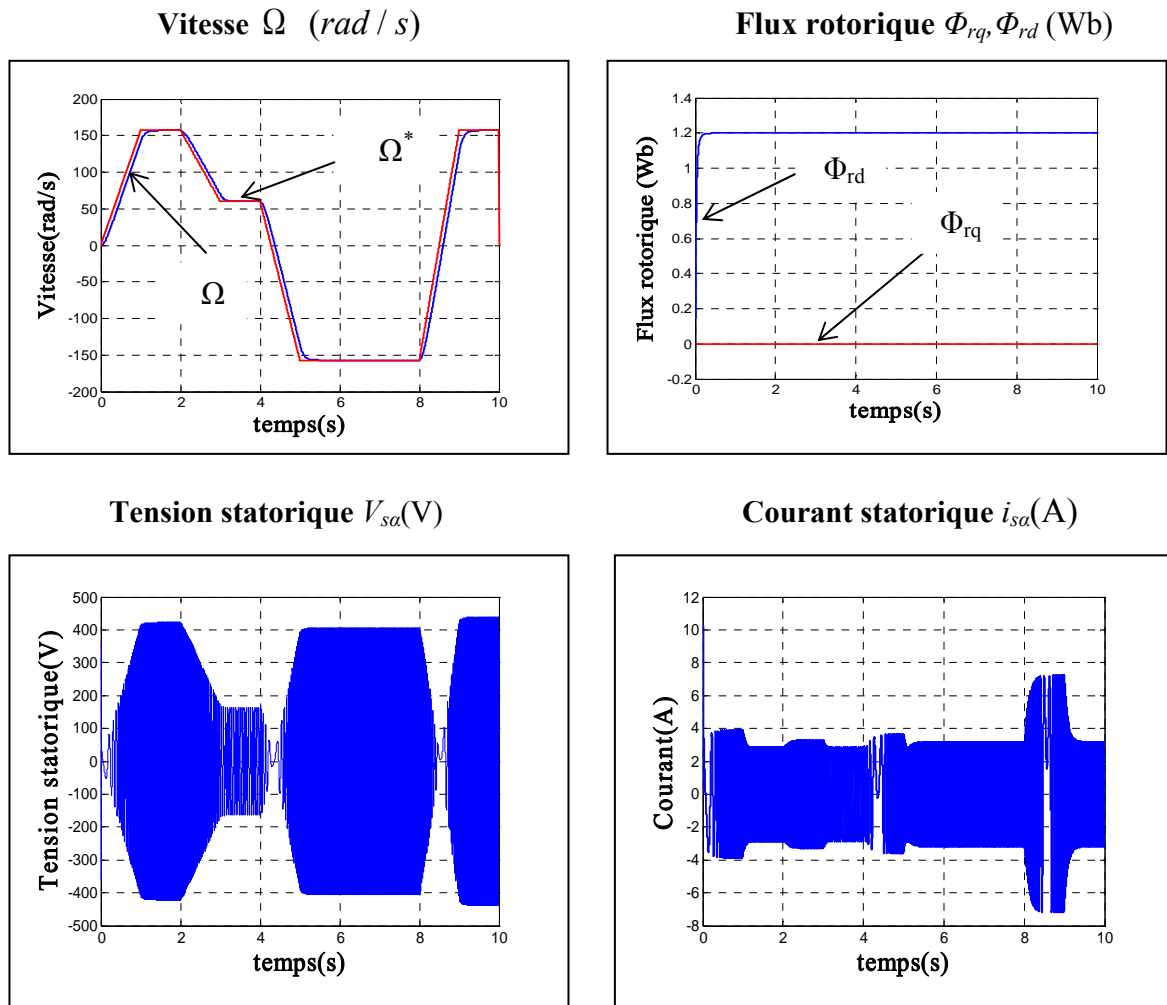 Vitesse Ω (rad / s)
200
150
100
50
0
-50
-100
-150
-200
0 2 4 6 8 10
Vitesse(rad/s)
temps(s)
Ω*
Ω
Flux rotorique Φrq,Φrd (Wb)
1.4
1.2
1
0.8
0.6
0.4
0.2
0
-0.2
0 2 4 6 8 10
Flux rotorique (Wb)
temps(s)
Φrd
Φrq
Tension statorique Vsα(V)
500
400
300
200
100
0
-100
-200
-300
-400
-500
0 2 4 6 8 10
Tension statorique(V)
temps(s)
Courant statorique isα(A)
12
10
8
6
4
2
0
-2
-4
-6
-8
0 2 4 6 8 10
Courant(A)
temps(s)